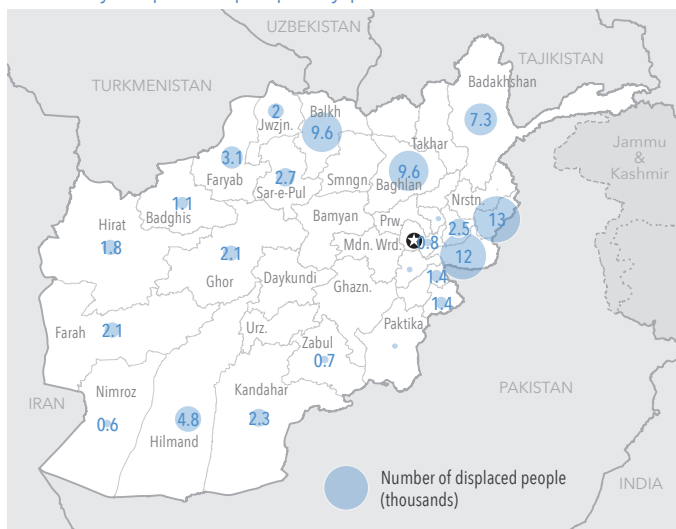 UZBEKISTAN
TAJIKISTAN
TURKMENISTAN
Badakhshan
7.3
2
Jwzjn.
Balkh
9.6
Takhar
9.6
Baghlan
Jammu
&
Kashmir
3.1
Faryab
2.7
Sar-e-Pul
Smngn.
Nrstn.
1.1
Badghis
Hirat
1.8
Bamyan
Prw.
13
2.5
0.8
Mdn. Wrd.
12
2.1
Ghor
Daykundi
Ghazn.
1.4
1.4
Farah
2.1
Urz.
Paktika
Zabul
0.7
IRAN
Nimroz
0.6
4.8
Hilmand
Kandahar
2.3
PAKISTAN
INDIA
Number of displaced people
(thousands)